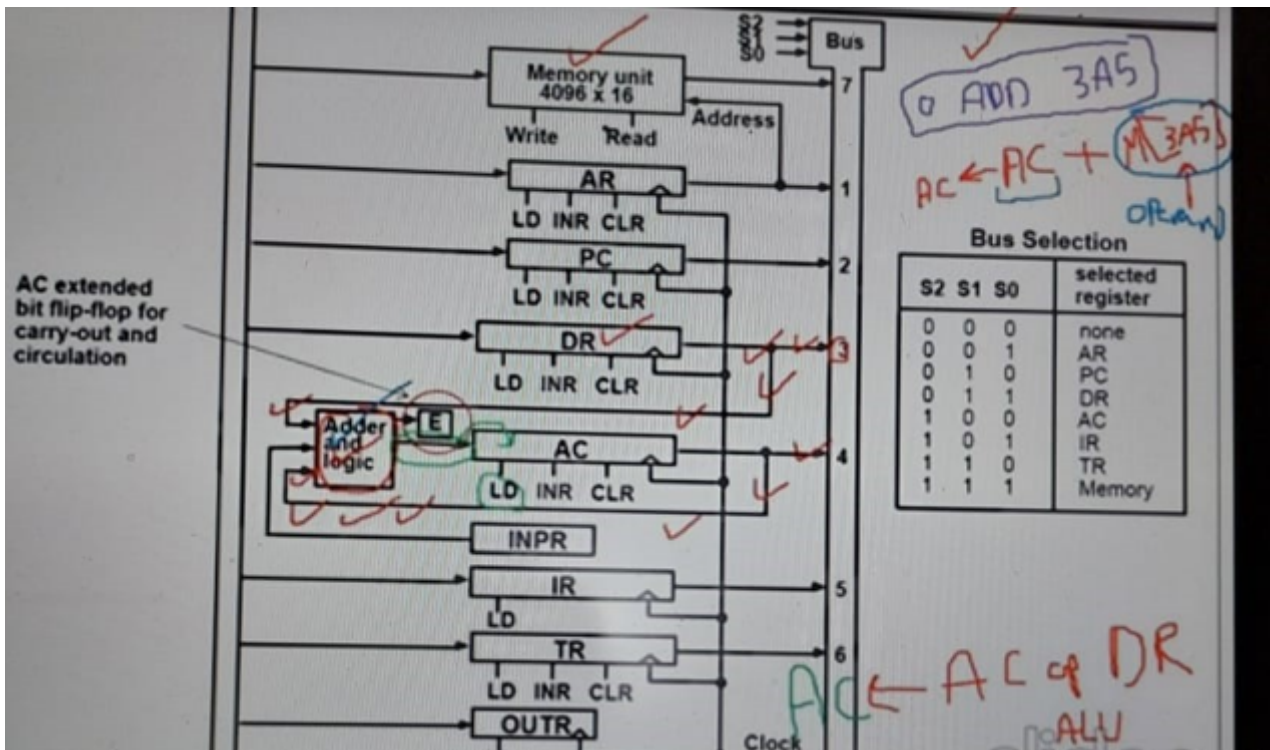 S2
S1
S0
Bus
Memory unit
4096 x 16
7
Address
Write Read
0 ADD 3A5
AC ← AC + M[3A5]
AR
1
LD INR CLR
PC
2
LD INR CLR
AC extended
bit flip-flop for
carry-out and
circulation
DR
3
LD INR CLR
E
Adder
and
logic
AC
4
LD INR CLR
INPR
IR
5
LD
TR
6
LD INR CLR
OUTR
Clock
Bus Selection
S2 S1 S0 selected
register
0 0 0 none
0 0 1 AR
0 1 0 PC
0 1 1 DR
1 0 0 AC
1 0 1 IR
1 1 0 TR
1 1 1 Memory
AC ← AC op DR
ALU